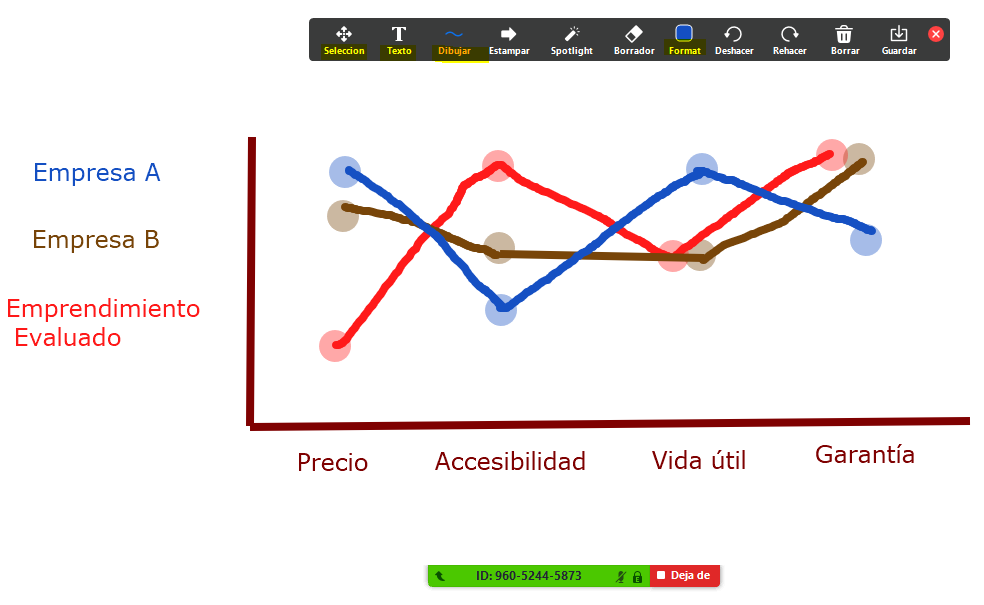 Seleccion Texto Dibujar Estampar Spotlight Borrador Format Deshacer Rehacer Borrar Guardar
Empresa A
Empresa B
Emprendimiento
Evaluado
Precio Accesibilidad Vida útil Garantía
ID: 960-5244-5873 Deja de